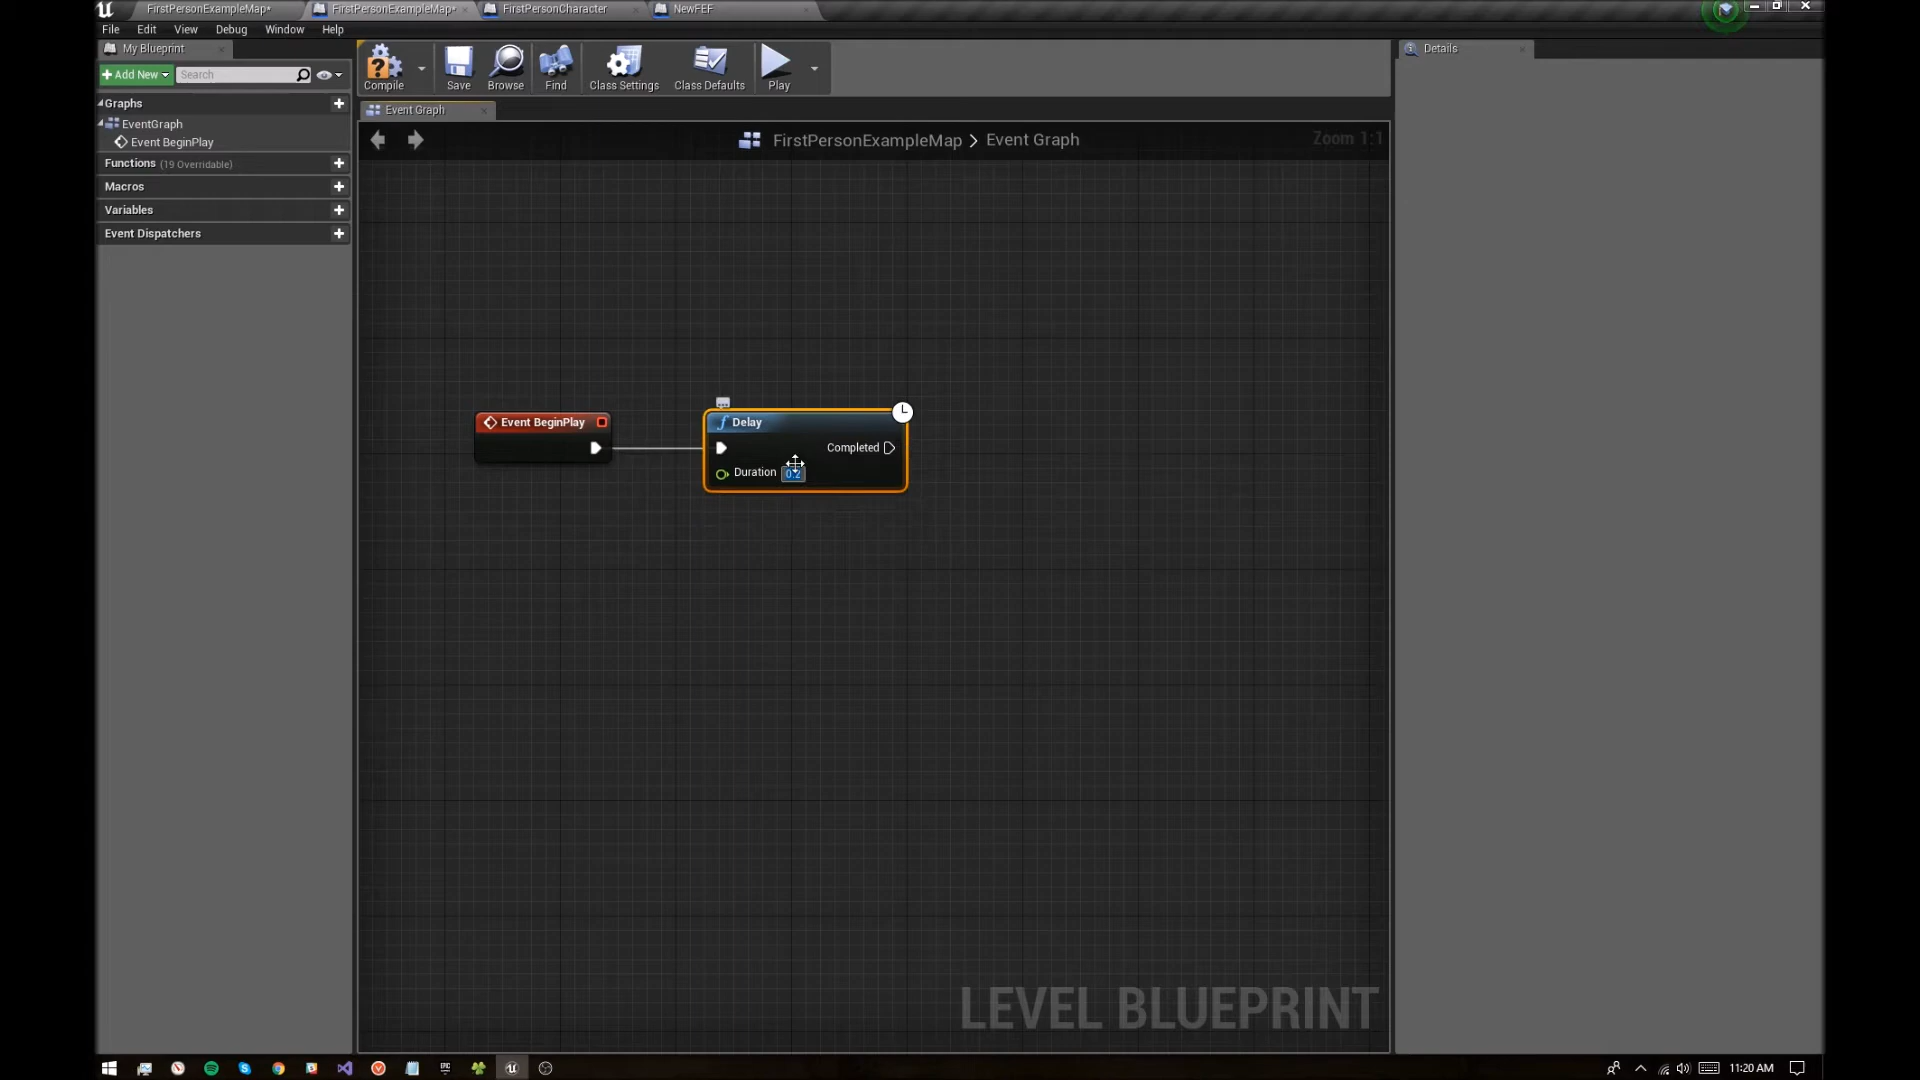 FirstPersonExampleMap*
FirstPersonExampleMap*
FirstPersonCharacter
NewFEF
File Edit View Debug Window Help
My Blueprint
Add New
Search
Compile
Save
Browse
Find
Class Settings
Class Defaults
Play
Details
Graphs
EventGraph
Event BeginPlay
Functions (19 Overridable)
Macros
Variables
Event Dispatchers
Event Graph
FirstPersonExampleMap > Event Graph
Zoom 1:1
Event BeginPlay
Delay
Completed
Duration 0.2
LEVEL BLUEPRINT
11:20 AM